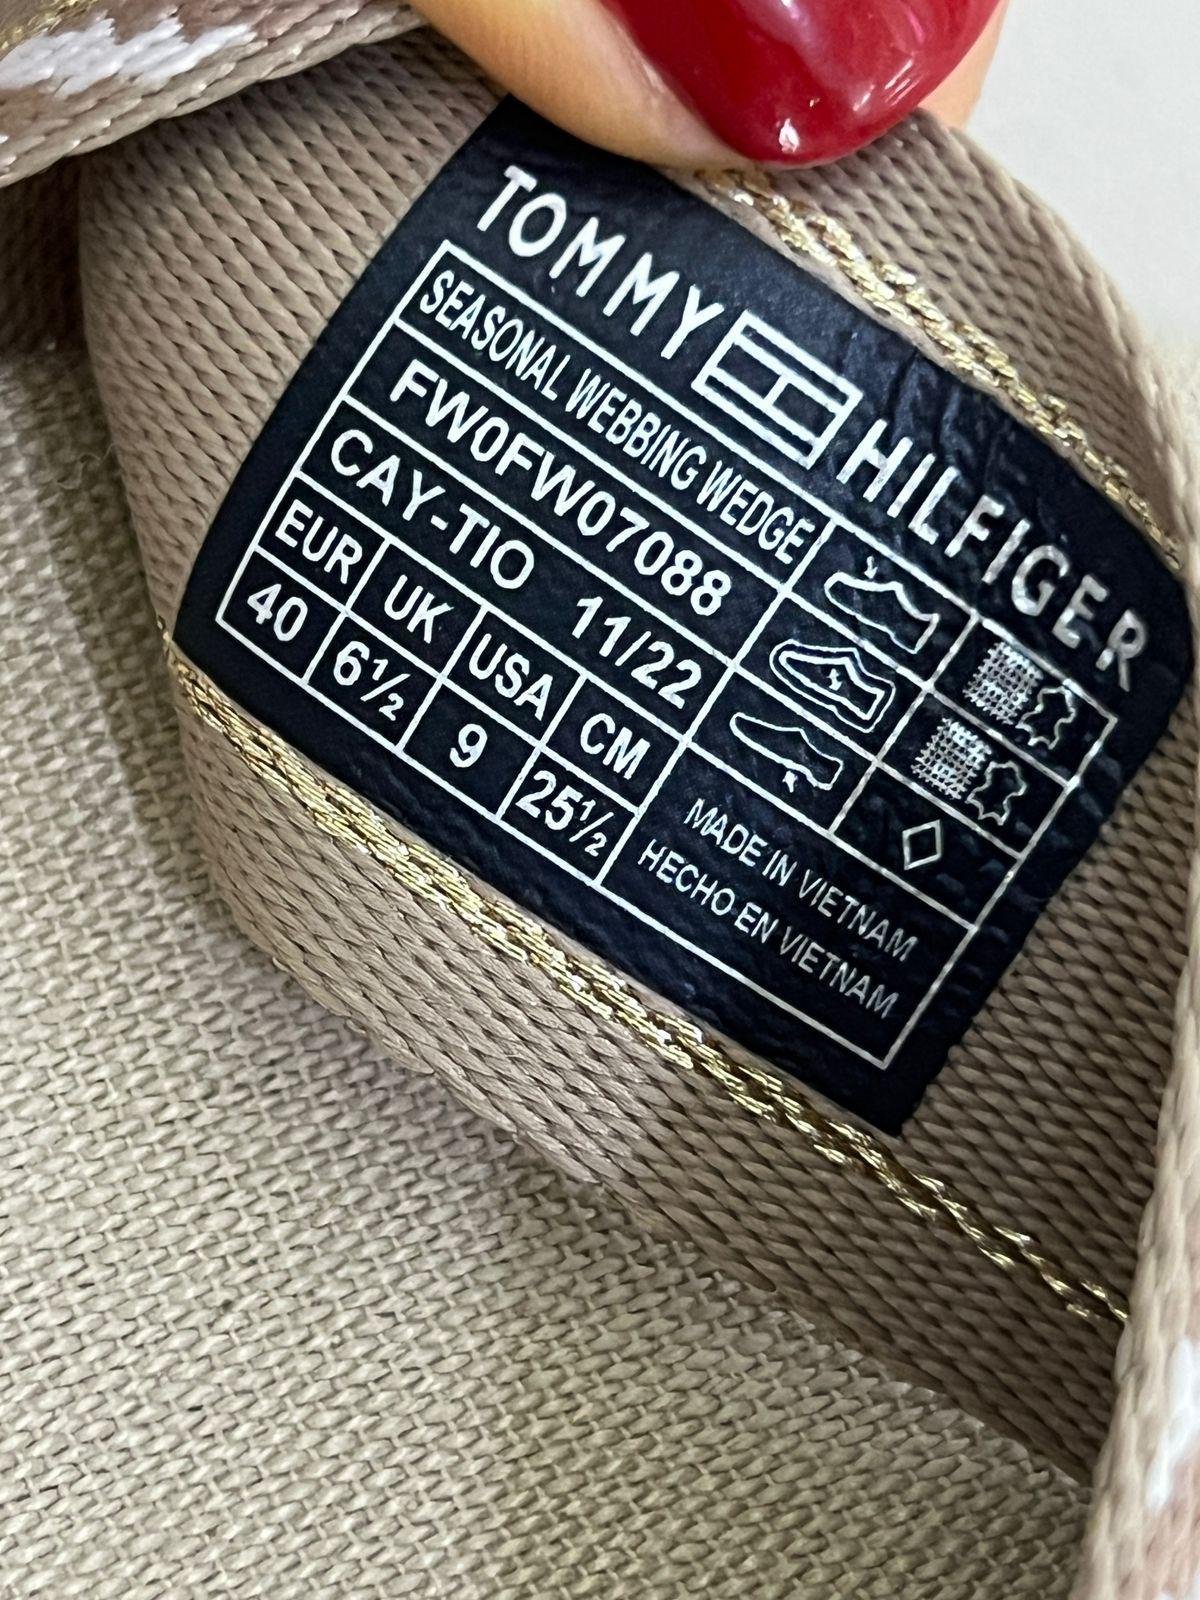 TOMMY HILFIGER
SEASONAL WEBBING WEDGE
FW0FW07088
CAY-TIO 11/22
EUR UK USA CM
40 6½ 9 25½
MADE IN VIETNAM
HECHO EN VIETNAM